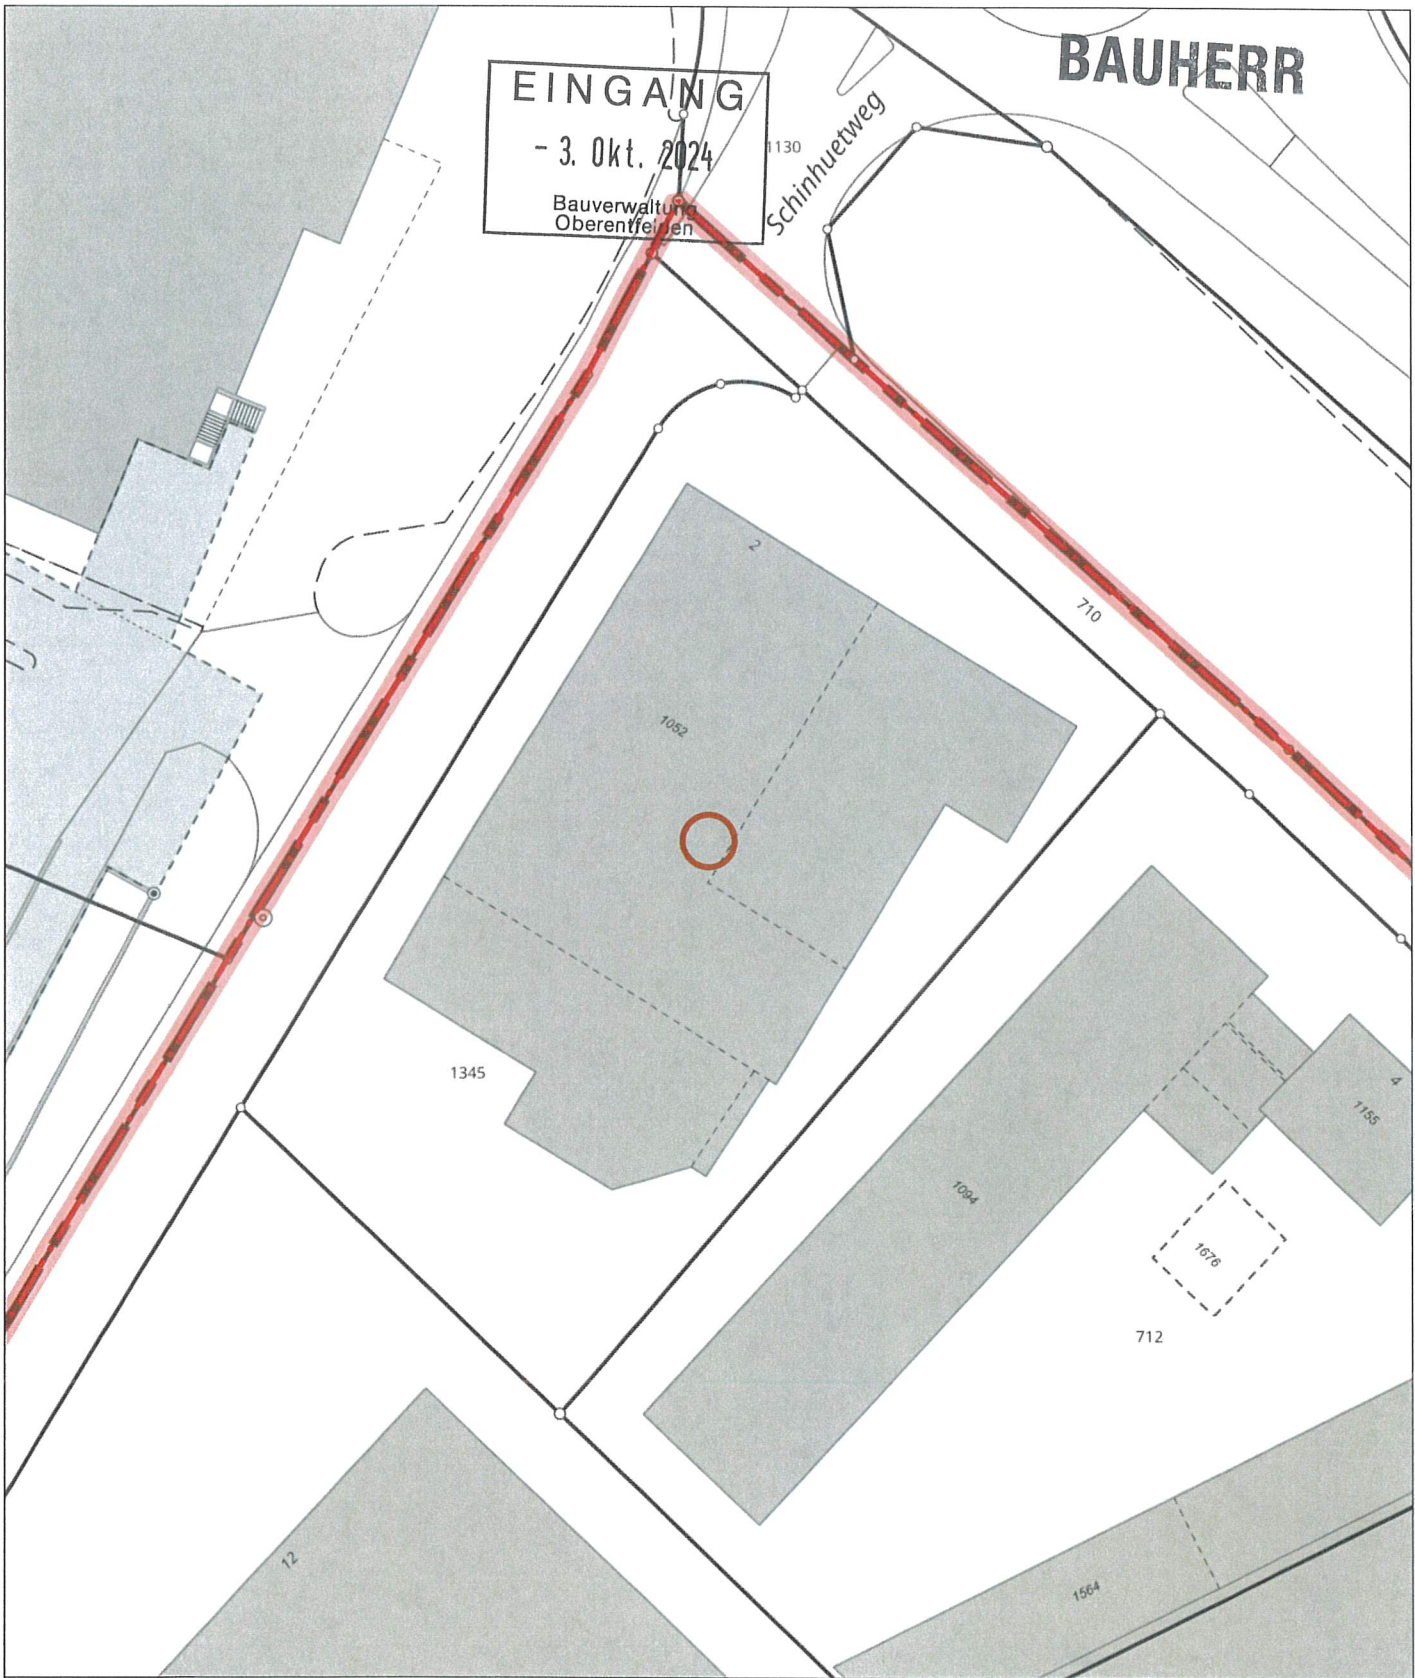 BAUHERR
EINGANG
- 3. Okt. 2024
Bauverwaltung
Oberentfelden
1130
Schinhuetweg
2
710
1052
1345
4
1155
1094
1676
712
12
1564